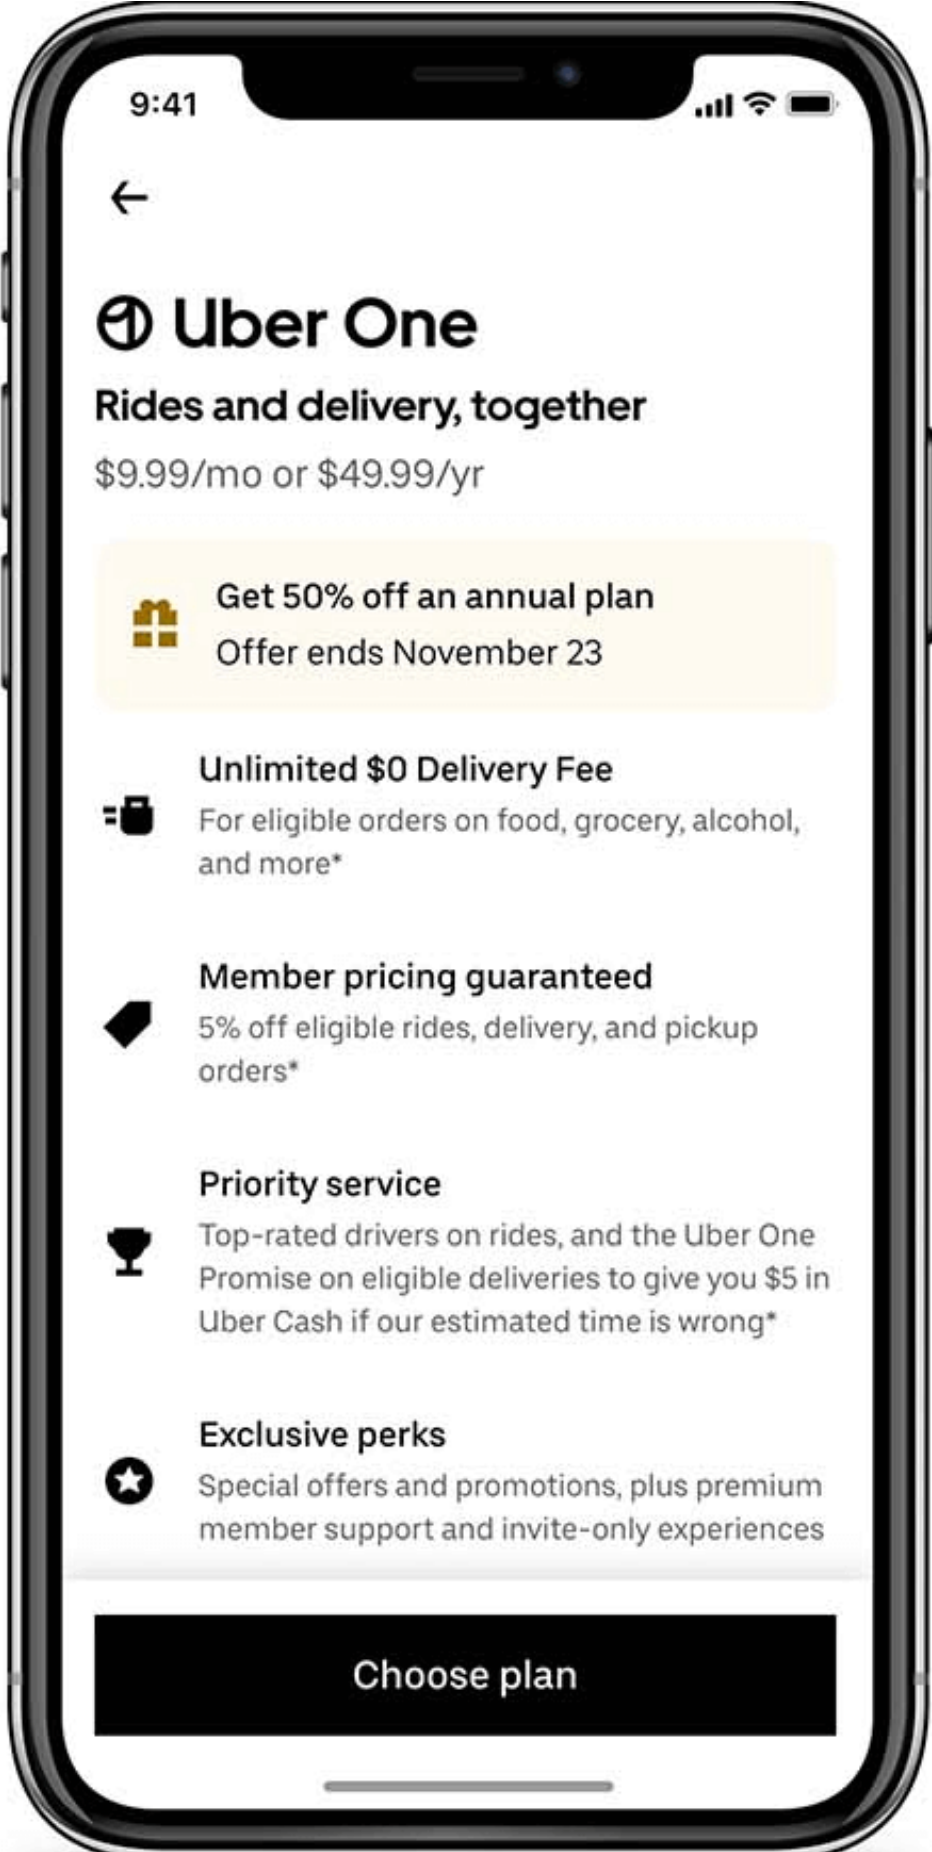 9:41
Uber One
Rides and delivery, together
$9.99/mo or $49.99/yr
Get 50% off an annual plan
Offer ends November 23
Unlimited $0 Delivery Fee
For eligible orders on food, grocery, alcohol,
and more*
Member pricing guaranteed
5% off eligible rides, delivery, and pickup
orders*
Priority service
Top-rated drivers on rides, and the Uber One
Promise on eligible deliveries to give you $5 in
Uber Cash if our estimated time is wrong*
Exclusive perks
Special offers and promotions, plus premium
member support and invite-only experiences
Choose plan